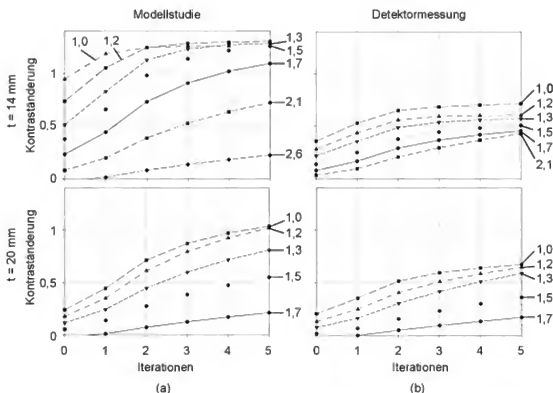 Modellstudie
Detektormessung
t = 14 mm
Kontraständerung
1
0,5
0
1,0
1,2
1,3
1,5
1,7
2,1
2,6
1,0
1,2
1,3
1,5
1,7
2,1
t = 20 mm
Kontraständerung
1
0,5
0
1,0
1,2
1,3
1,5
1,7
1,0
1,2
1,3
1,5
1,7
0 1 2 3 4 5
0 1 2 3 4 5
Iterationen
Iterationen
(a)
(b)